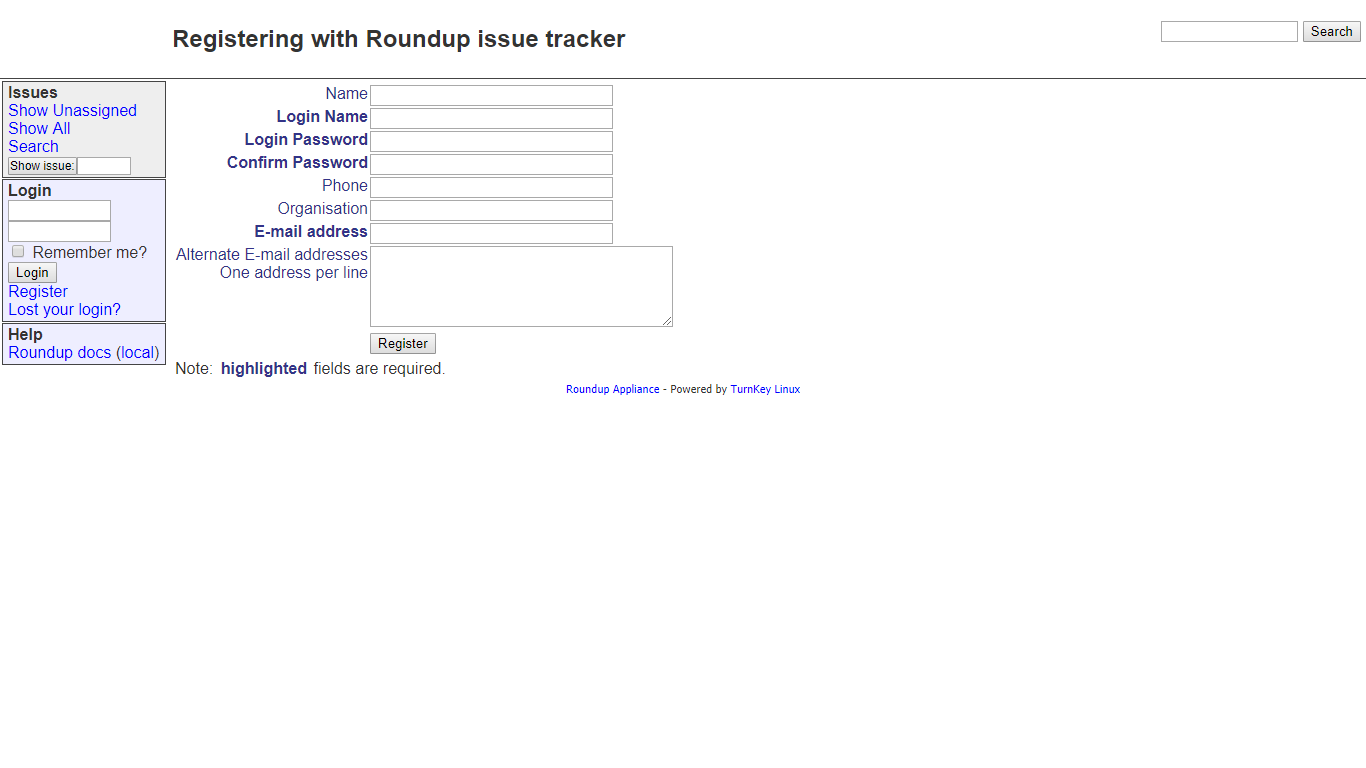 Registering with Roundup issue tracker
Search
Issues
Show Unassigned
Show All
Search
Show issue:
Login
Remember me?
Login
Register
Lost your login?
Help
Roundup docs (local)
Name
Login Name
Login Password
Confirm Password
Phone
Organisation
E-mail address
Alternate E-mail addresses
One address per line
Register
Note: highlighted fields are required.
Roundup Appliance - Powered by TurnKey Linux